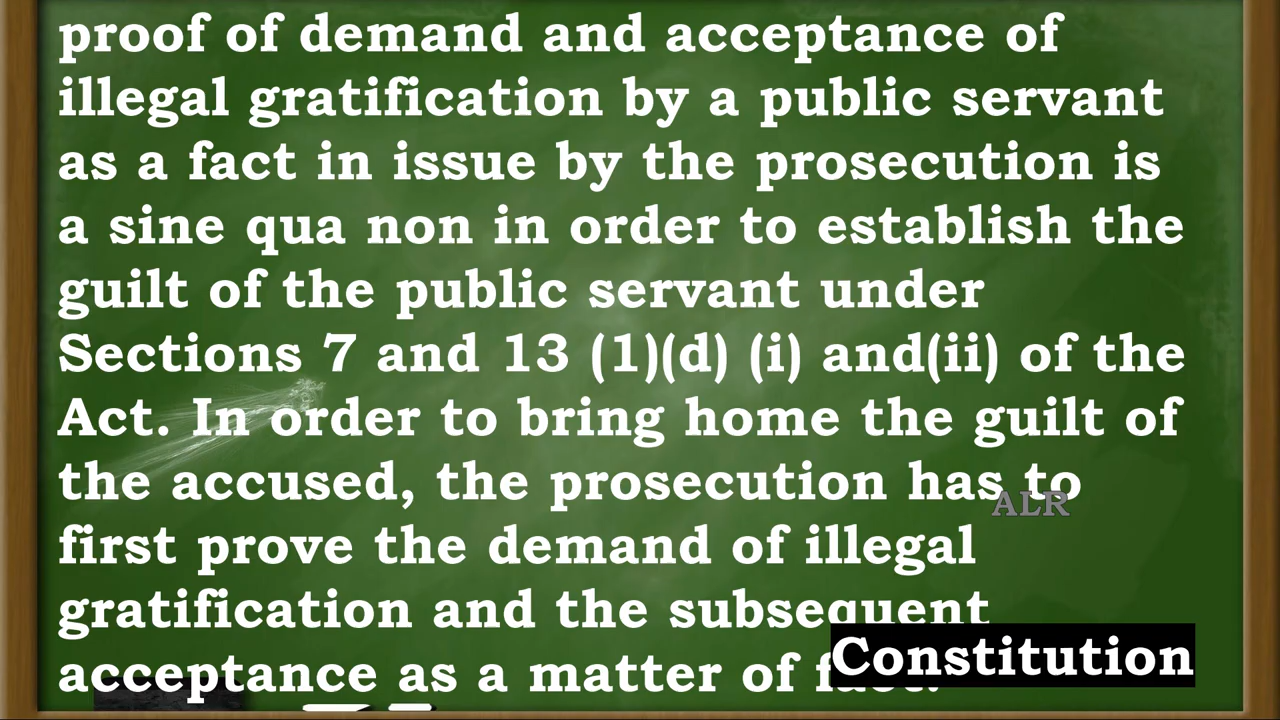 proof of demand and acceptance of
illegal gratification by a public servant
as a fact in issue by the prosecution is
a sine qua non in order to establish the
guilt of the public servant under
Sections 7 and 13 (1)(d) (i) and(ii) of the
Act. In order to bring home the guilt of
the accused, the prosecution has to
ALR
first prove the demand of illegal
gratification and the subsequent
acceptance as a matter of fact.
Constitution